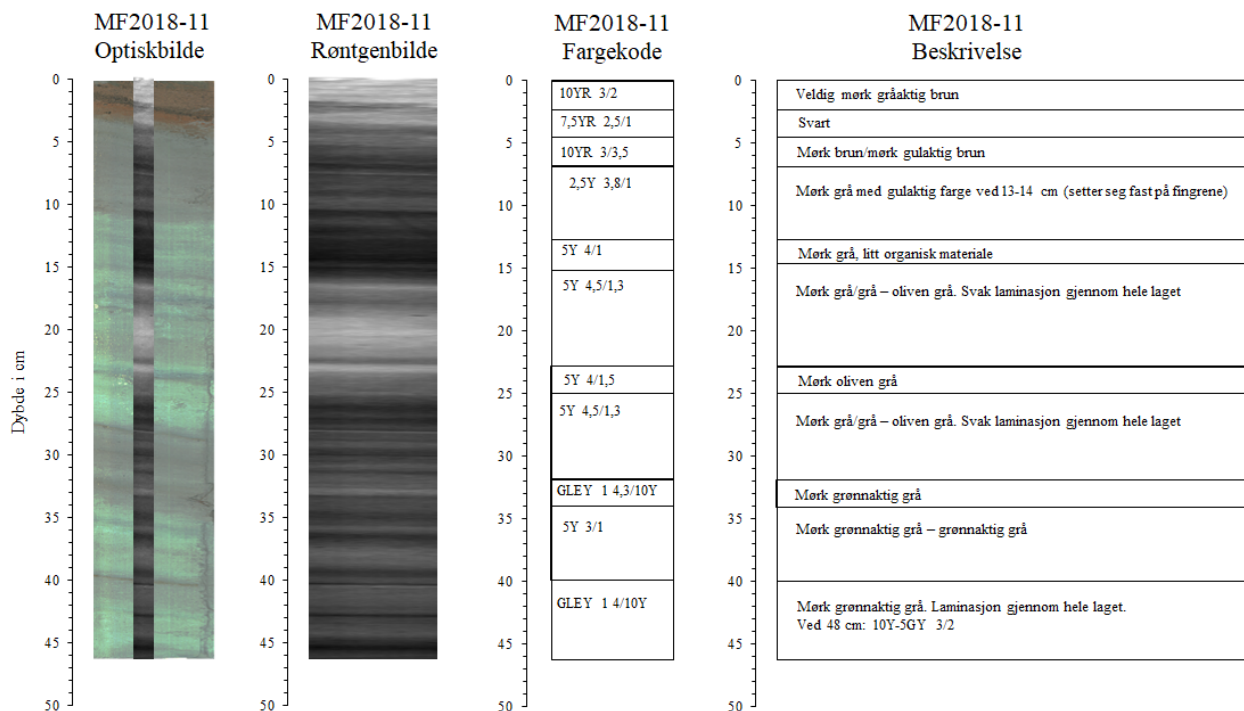 MF2018-11
Optiskbilde
MF2018-11
Røntgenbilde
MF2018-11
Fargekode
MF2018-11
Beskrivelse
Dybde i cm
0
5
10
15
20
25
30
35
40
45
50
0
5
10
15
20
25
30
35
40
45
50
0
5
10
15
20
25
30
35
40
45
50
10YR 3/2
7,5YR 2,5/1
10YR 3/3,5
2,5Y 3,8/1
5Y 4/1
5Y 4,5/1,3
5Y 4/1,5
5Y 4,5/1,3
GLEY 1 4,3/10Y
5Y 3/1
GLEY 1 4/10Y
0
5
10
15
20
25
30
35
40
45
50
Veldig mørk gråaktig brun
Svart
Mørk brun/mørk gulaktig brun
Mørk grå med gulaktig farge ved 13-14 cm (setter seg fast på fingrene)
Mørk grå, litt organisk materiale
Mørk grå/grå – oliven grå. Svak laminasjon gjennom hele laget
Mørk oliven grå
Mørk grå/grå – oliven grå. Svak laminasjon gjennom hele laget
Mørk grønnaktig grå
Mørk grønnaktig grå – grønnaktig grå
Mørk grønnaktig grå. Laminasjon gjennom hele laget.
Ved 48 cm: 10Y-5GY 3/2